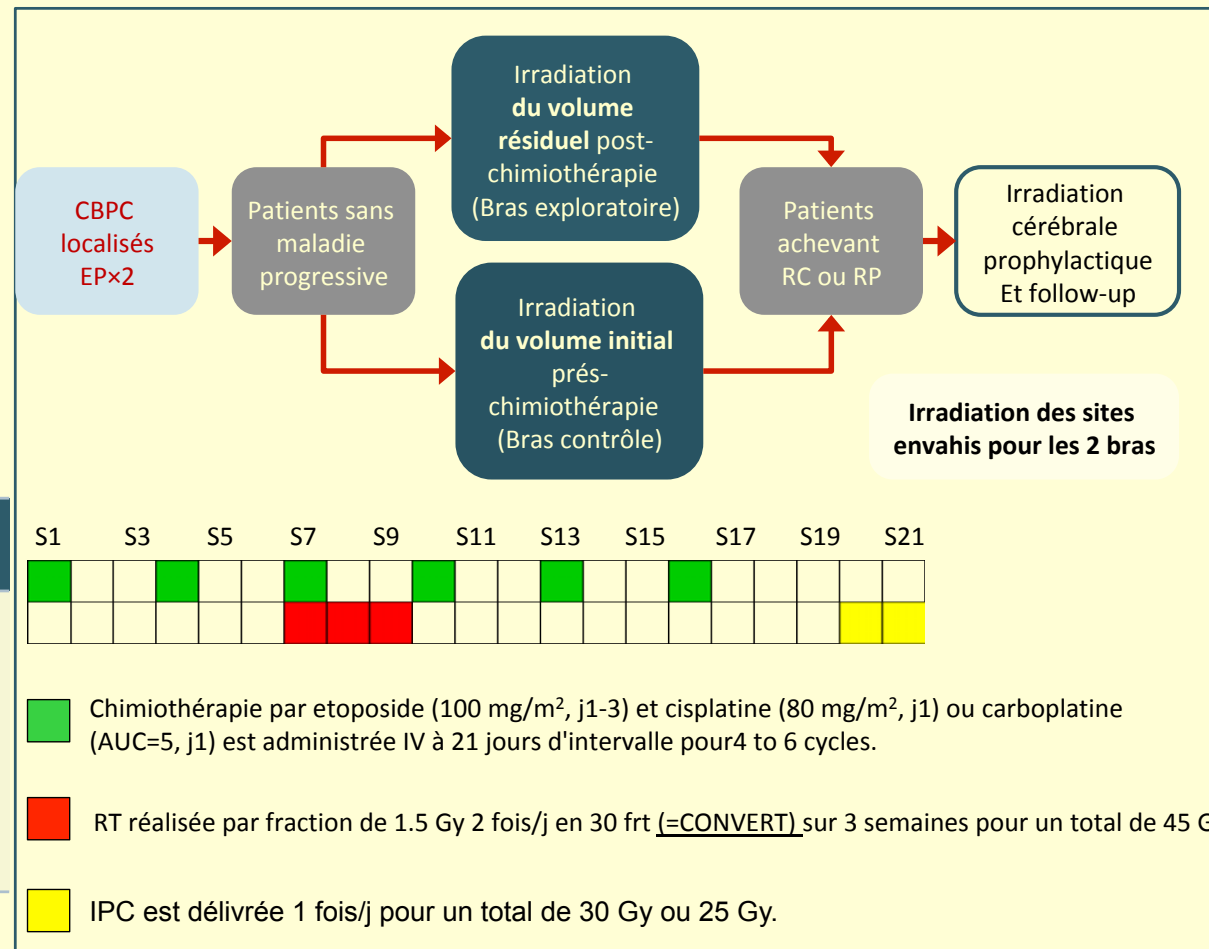 Irradiation
du volume
résiduel post-
chimiothérapie
(Bras exploratoire)
CBPC
localisés
EP×2
Patients sans
maladie
progressive
Patients
achevant
RC ou RP
Irradiation
cérébrale
prophylactique
Et follow-up
Irradiation
du volume initial
prés-
chimiothérapie
(Bras contrôle)
Irradiation des sites
envahis pour les 2 bras
S1 S3 S5 S7 S9 S11 S13 S15 S17 S19 S21
Chimiothérapie par etoposide (100 mg/m², j1-3) et cisplatine (80 mg/m², j1) ou carboplatine
(AUC=5, j1) est administrée IV à 21 jours d'intervalle pour4 to 6 cycles.
RT réalisée par fraction de 1.5 Gy 2 fois/j en 30 frt (=CONVERT) sur 3 semaines pour un total de 45 G
IPC est délivrée 1 fois/j pour un total de 30 Gy ou 25 Gy.